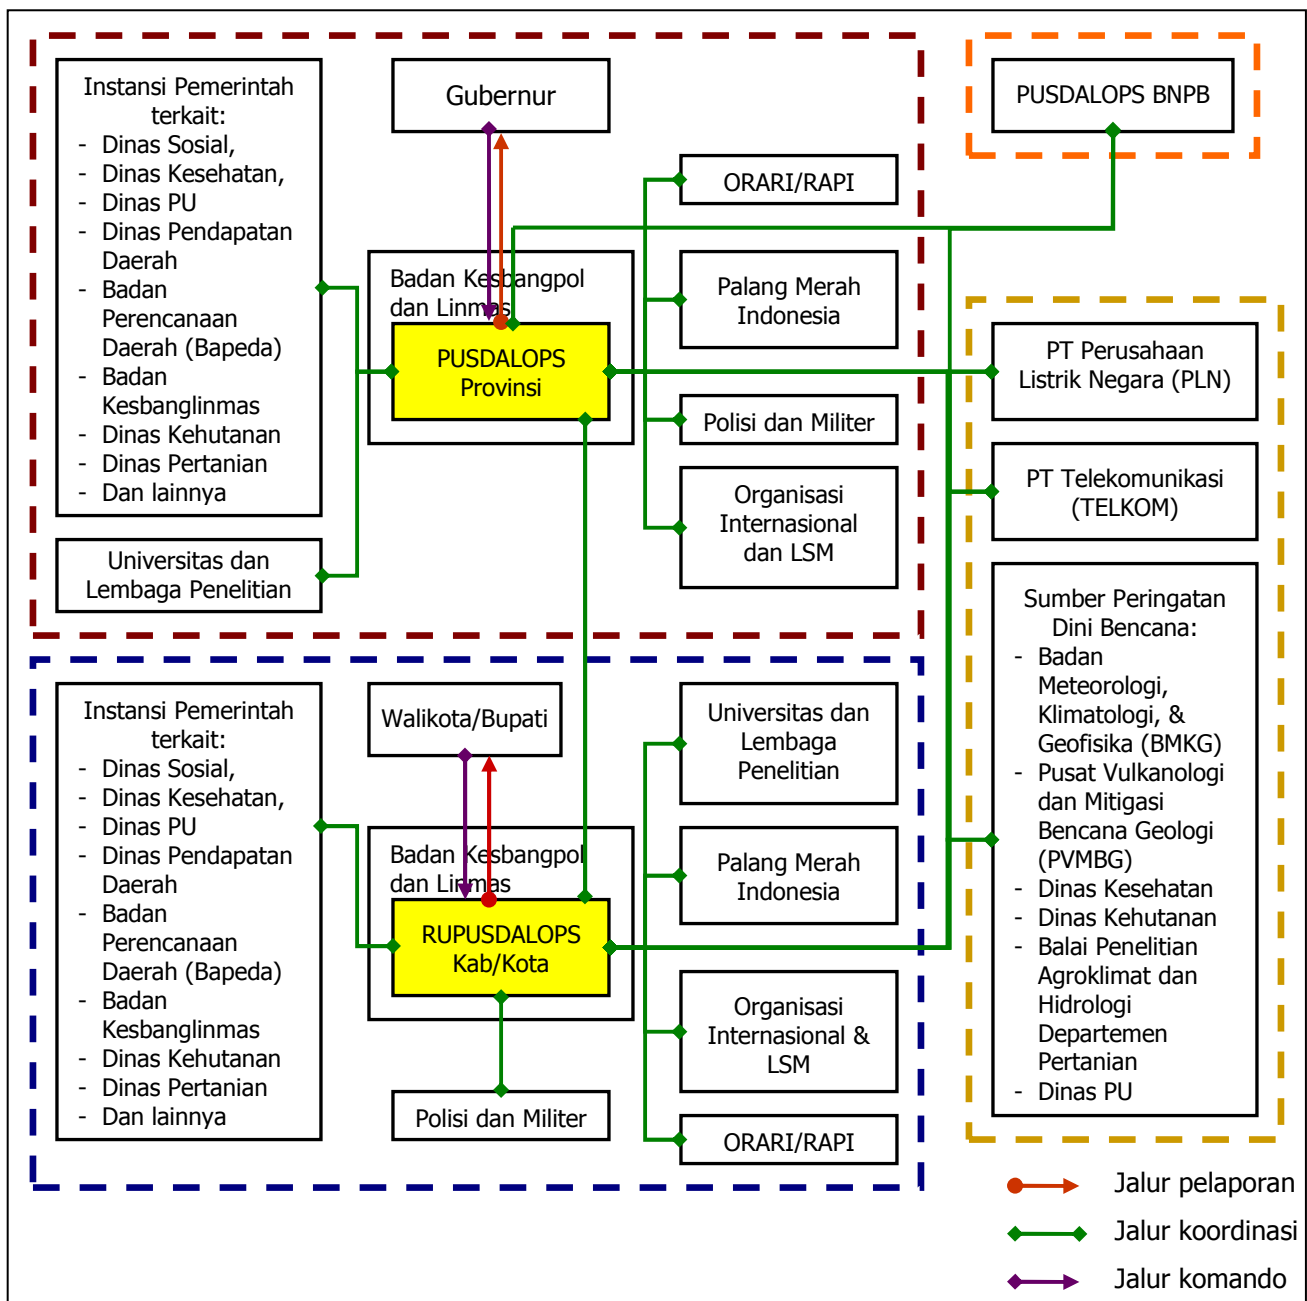 Instansi Pemerintah
terkait:
- Dinas Sosial,
- Dinas Kesehatan,
- Dinas PU
- Dinas Pendapatan
Daerah
- Badan
Perencanaan
Daerah (Bapeda)
- Badan
Kesbanglinmas
- Dinas Kehutanan
- Dinas Pertanian
- Dan lainnya
Universitas dan
Lembaga Penelitian
Gubernur
Badan Kesbangpol
dan Linmas
PUSDALOPS
Provinsi
ORARI/RAPI
Palang Merah
Indonesia
Polisi dan Militer
Organisasi
Internasional
dan LSM
PUSDALOPS BNPB
PT Perusahaan
Listrik Negara (PLN)
PT Telekomunikasi
(TELKOM)
Sumber Peringatan
Dini Bencana:
- Badan
Meteorologi,
Klimatologi, &
Geofisika (BMKG)
- Pusat Vulkanologi
dan Mitigasi
Bencana Geologi
(PVMBG)
- Dinas Kesehatan
- Dinas Kehutanan
- Balai Penelitian
Agroklimat dan
Hidrologi
Departemen
Pertanian
- Dinas PU
Instansi Pemerintah
terkait:
- Dinas Sosial,
- Dinas Kesehatan,
- Dinas PU
- Dinas Pendapatan
Daerah
- Badan
Perencanaan
Daerah (Bapeda)
- Badan
Kesbanglinmas
- Dinas Kehutanan
- Dinas Pertanian
- Dan lainnya
Walikota/Bupati
Badan Kesbangpol
dan Linmas
RUPUSDALOPS
Kab/Kota
Polisi dan Militer
Universitas dan
Lembaga
Penelitian
Palang Merah
Indonesia
Organisasi
Internasional &
LSM
ORARI/RAPI
Jalur pelaporan
Jalur koordinasi
Jalur komando